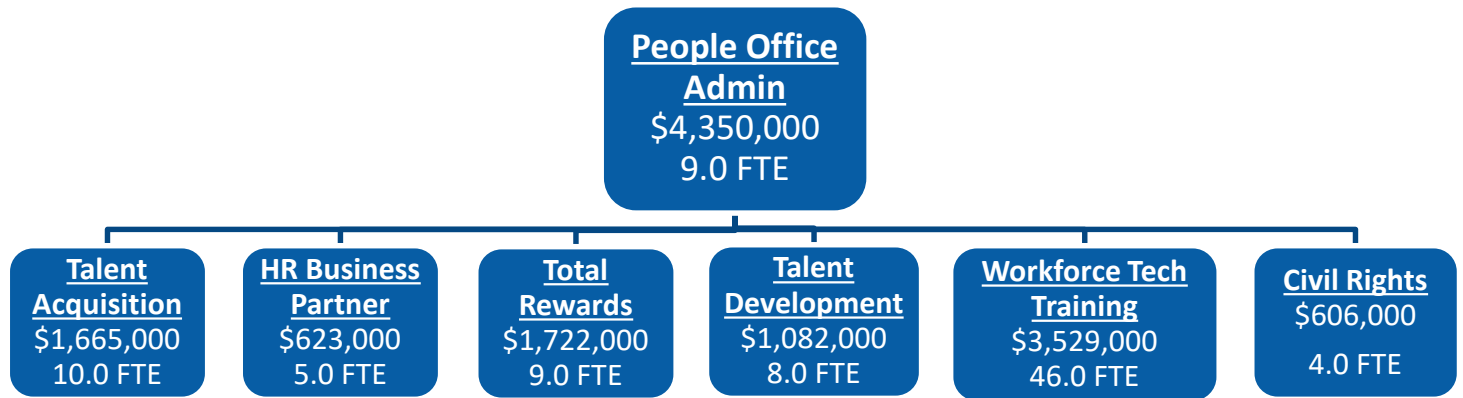 People Office
Admin
$4,350,000
9.0 FTE
Talent
Acquisition
$1,665,000
10.0 FTE
HR Business
Partner
$623,000
5.0 FTE
Total
Rewards
$1,722,000
9.0 FTE
Talent
Development
$1,082,000
8.0 FTE
Workforce Tech
Training
$3,529,000
46.0 FTE
Civil Rights
$606,000
4.0 FTE